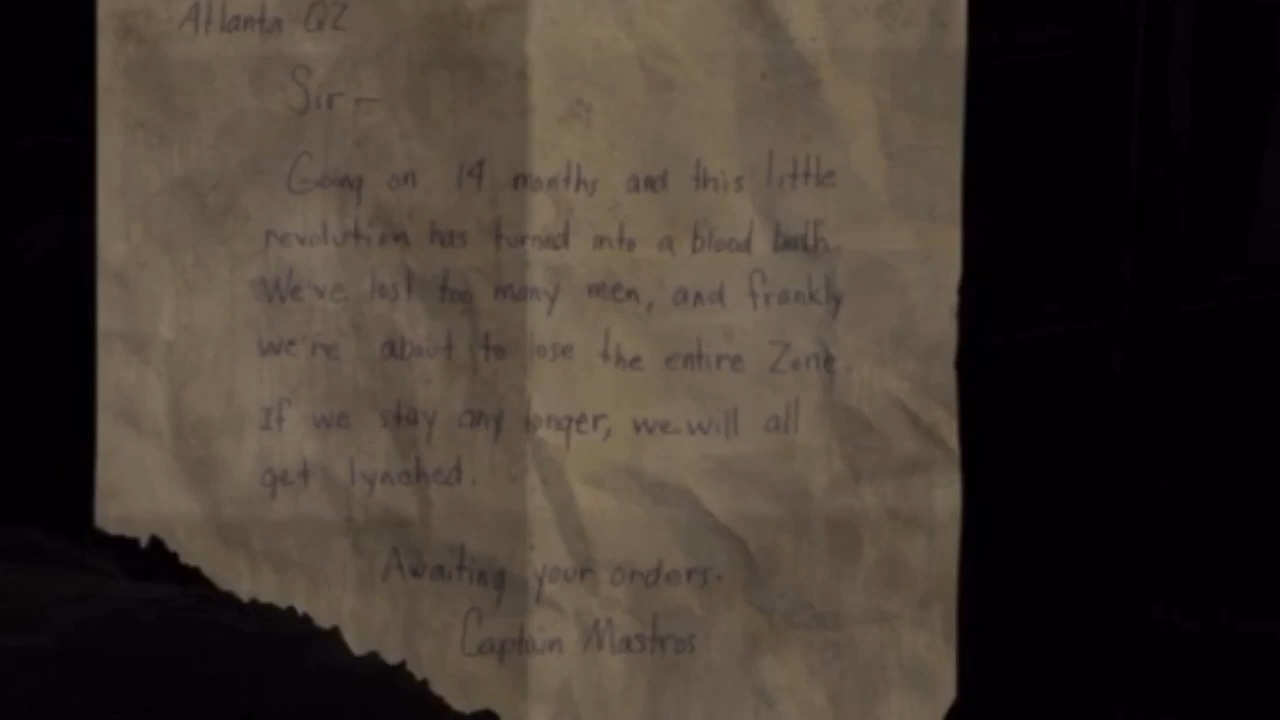 Atlanta QZ
Sir-
Going on 14 months and this little
revolution has turned into a blood bath.
We've lost too many men, and frankly
we're about to lose the entire Zone.
If we stay any longer, we will all
get lynched.
Awaiting your orders.
Captain Mastros